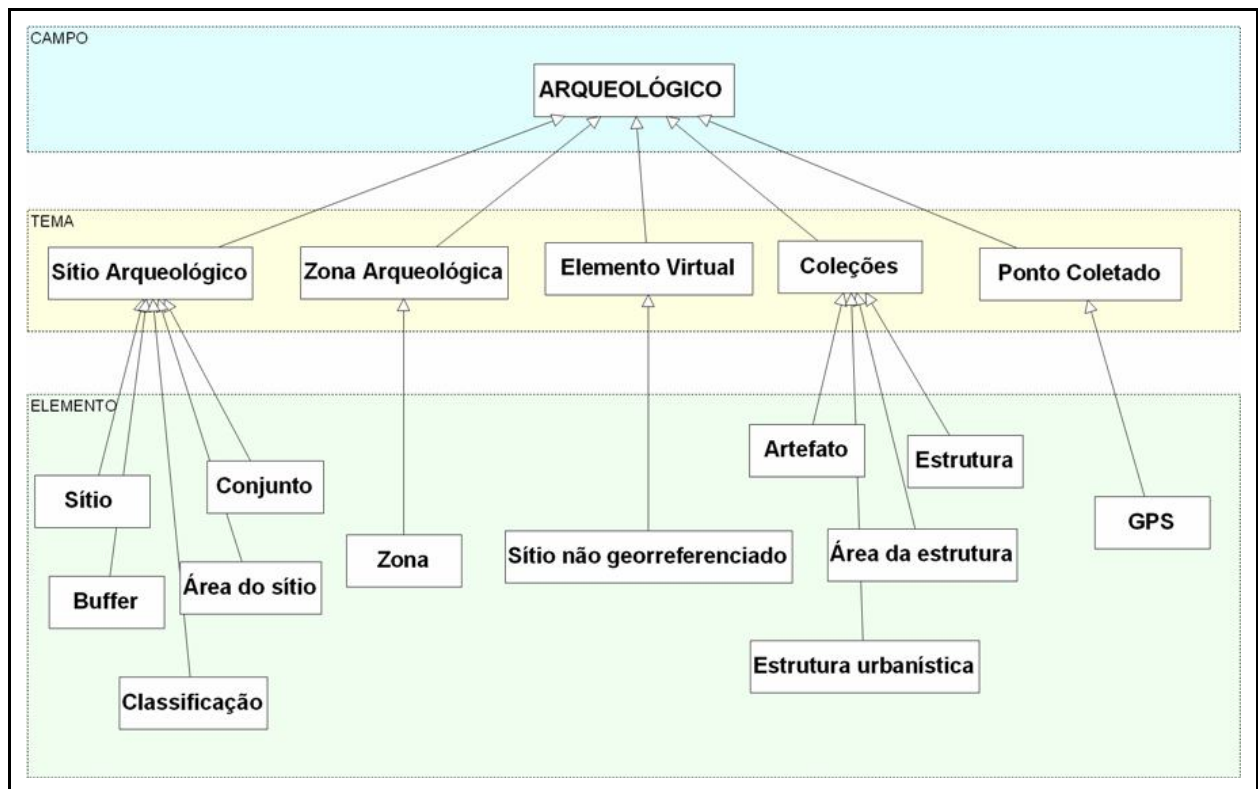 CAMPO
ARQUEOLÓGICO
TEMA
Sítio Arqueológico
Zona Arqueológica
Elemento Virtual
Coleções
Ponto Coletado
ELEMENTO
Artefato
Estrutura
Conjunto
Sítio
GPS
Sítio não georreferenciado
Área da estrutura
Zona
Área do sítio
Buffer
Estrutura urbanística
Classificação